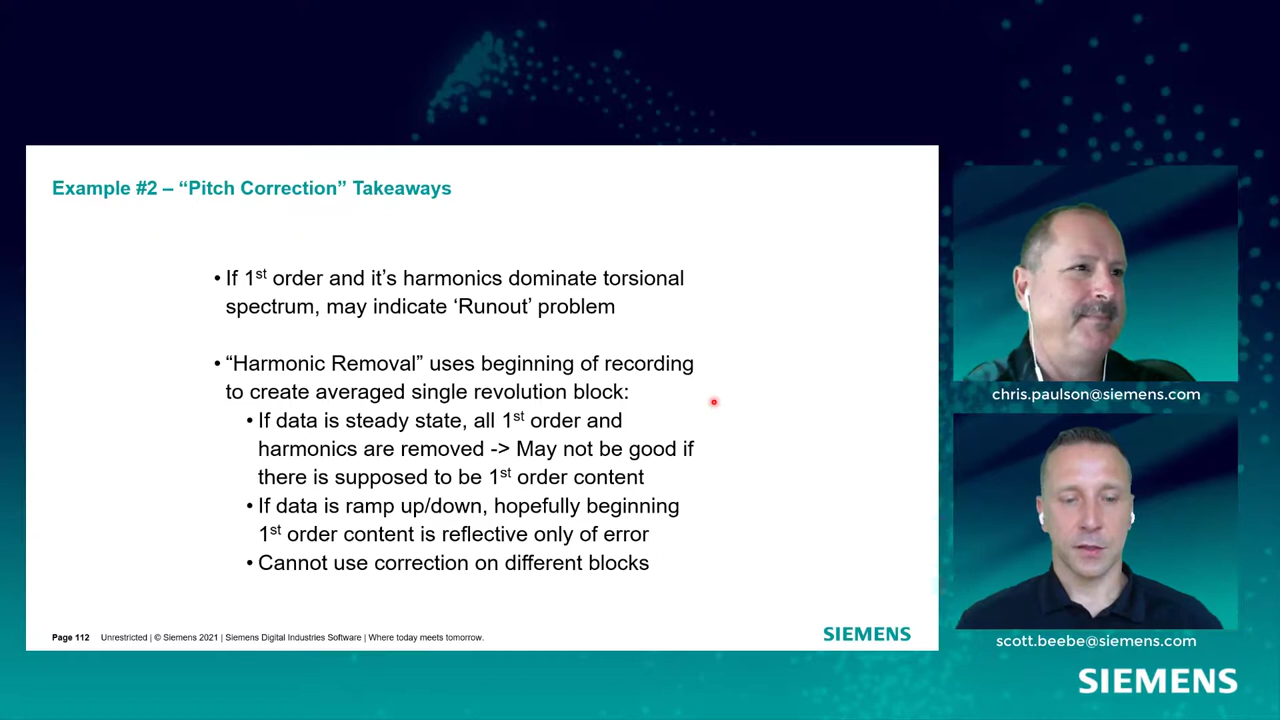 Example #2 – “Pitch Correction” Takeaways
• If 1st order and it’s harmonics dominate torsional
spectrum, may indicate ‘Runout’ problem
• “Harmonic Removal” uses beginning of recording
to create averaged single revolution block:
• If data is steady state, all 1st order and
harmonics are removed -> May not be good if
there is supposed to be 1st order content
• If data is ramp up/down, hopefully beginning
1st order content is reflective only of error
• Cannot use correction on different blocks
Page 112 Unrestricted | © Siemens 2021 | Siemens Digital Industries Software | Where today meets tomorrow.
SIEMENS
chris.paulson@siemens.com
scott.beebe@siemens.com
SIEMENS